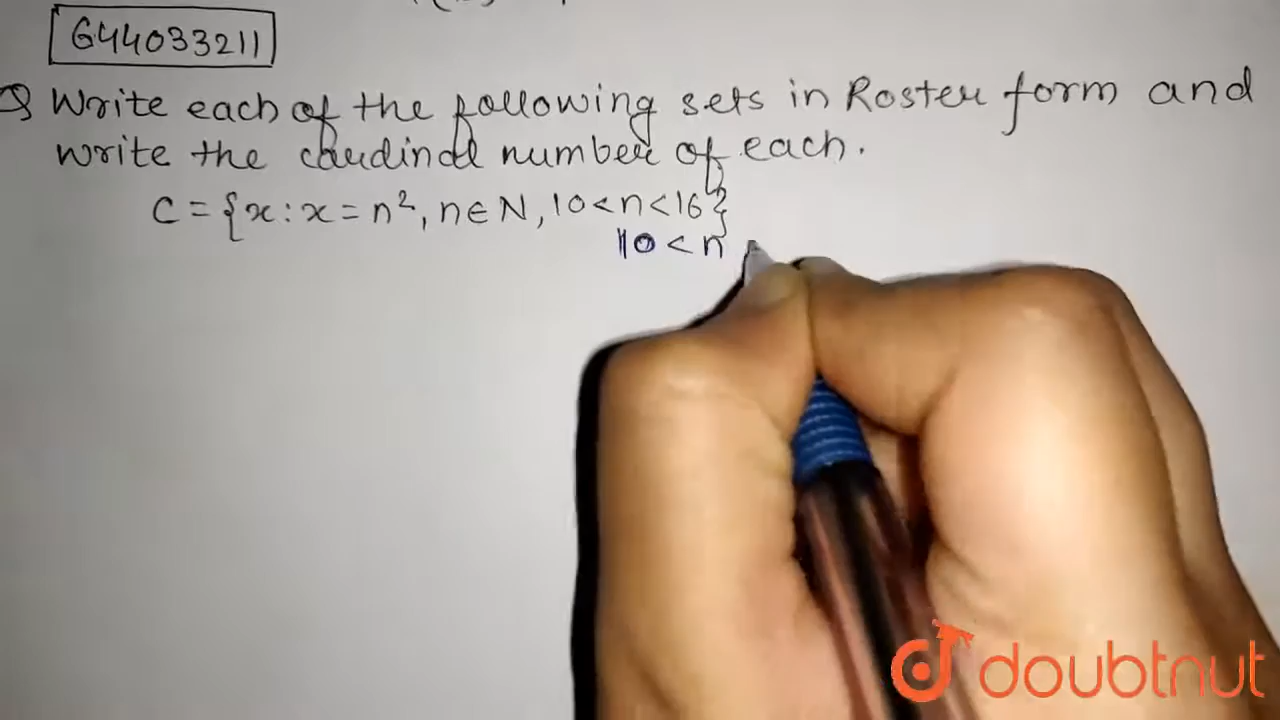 644033211
Q Write each of the following sets in Roster form and
write the cardinal number of each.
C = {x : x = n², n ∈ N, 10 < n < 16}
10 < n
doubtnut